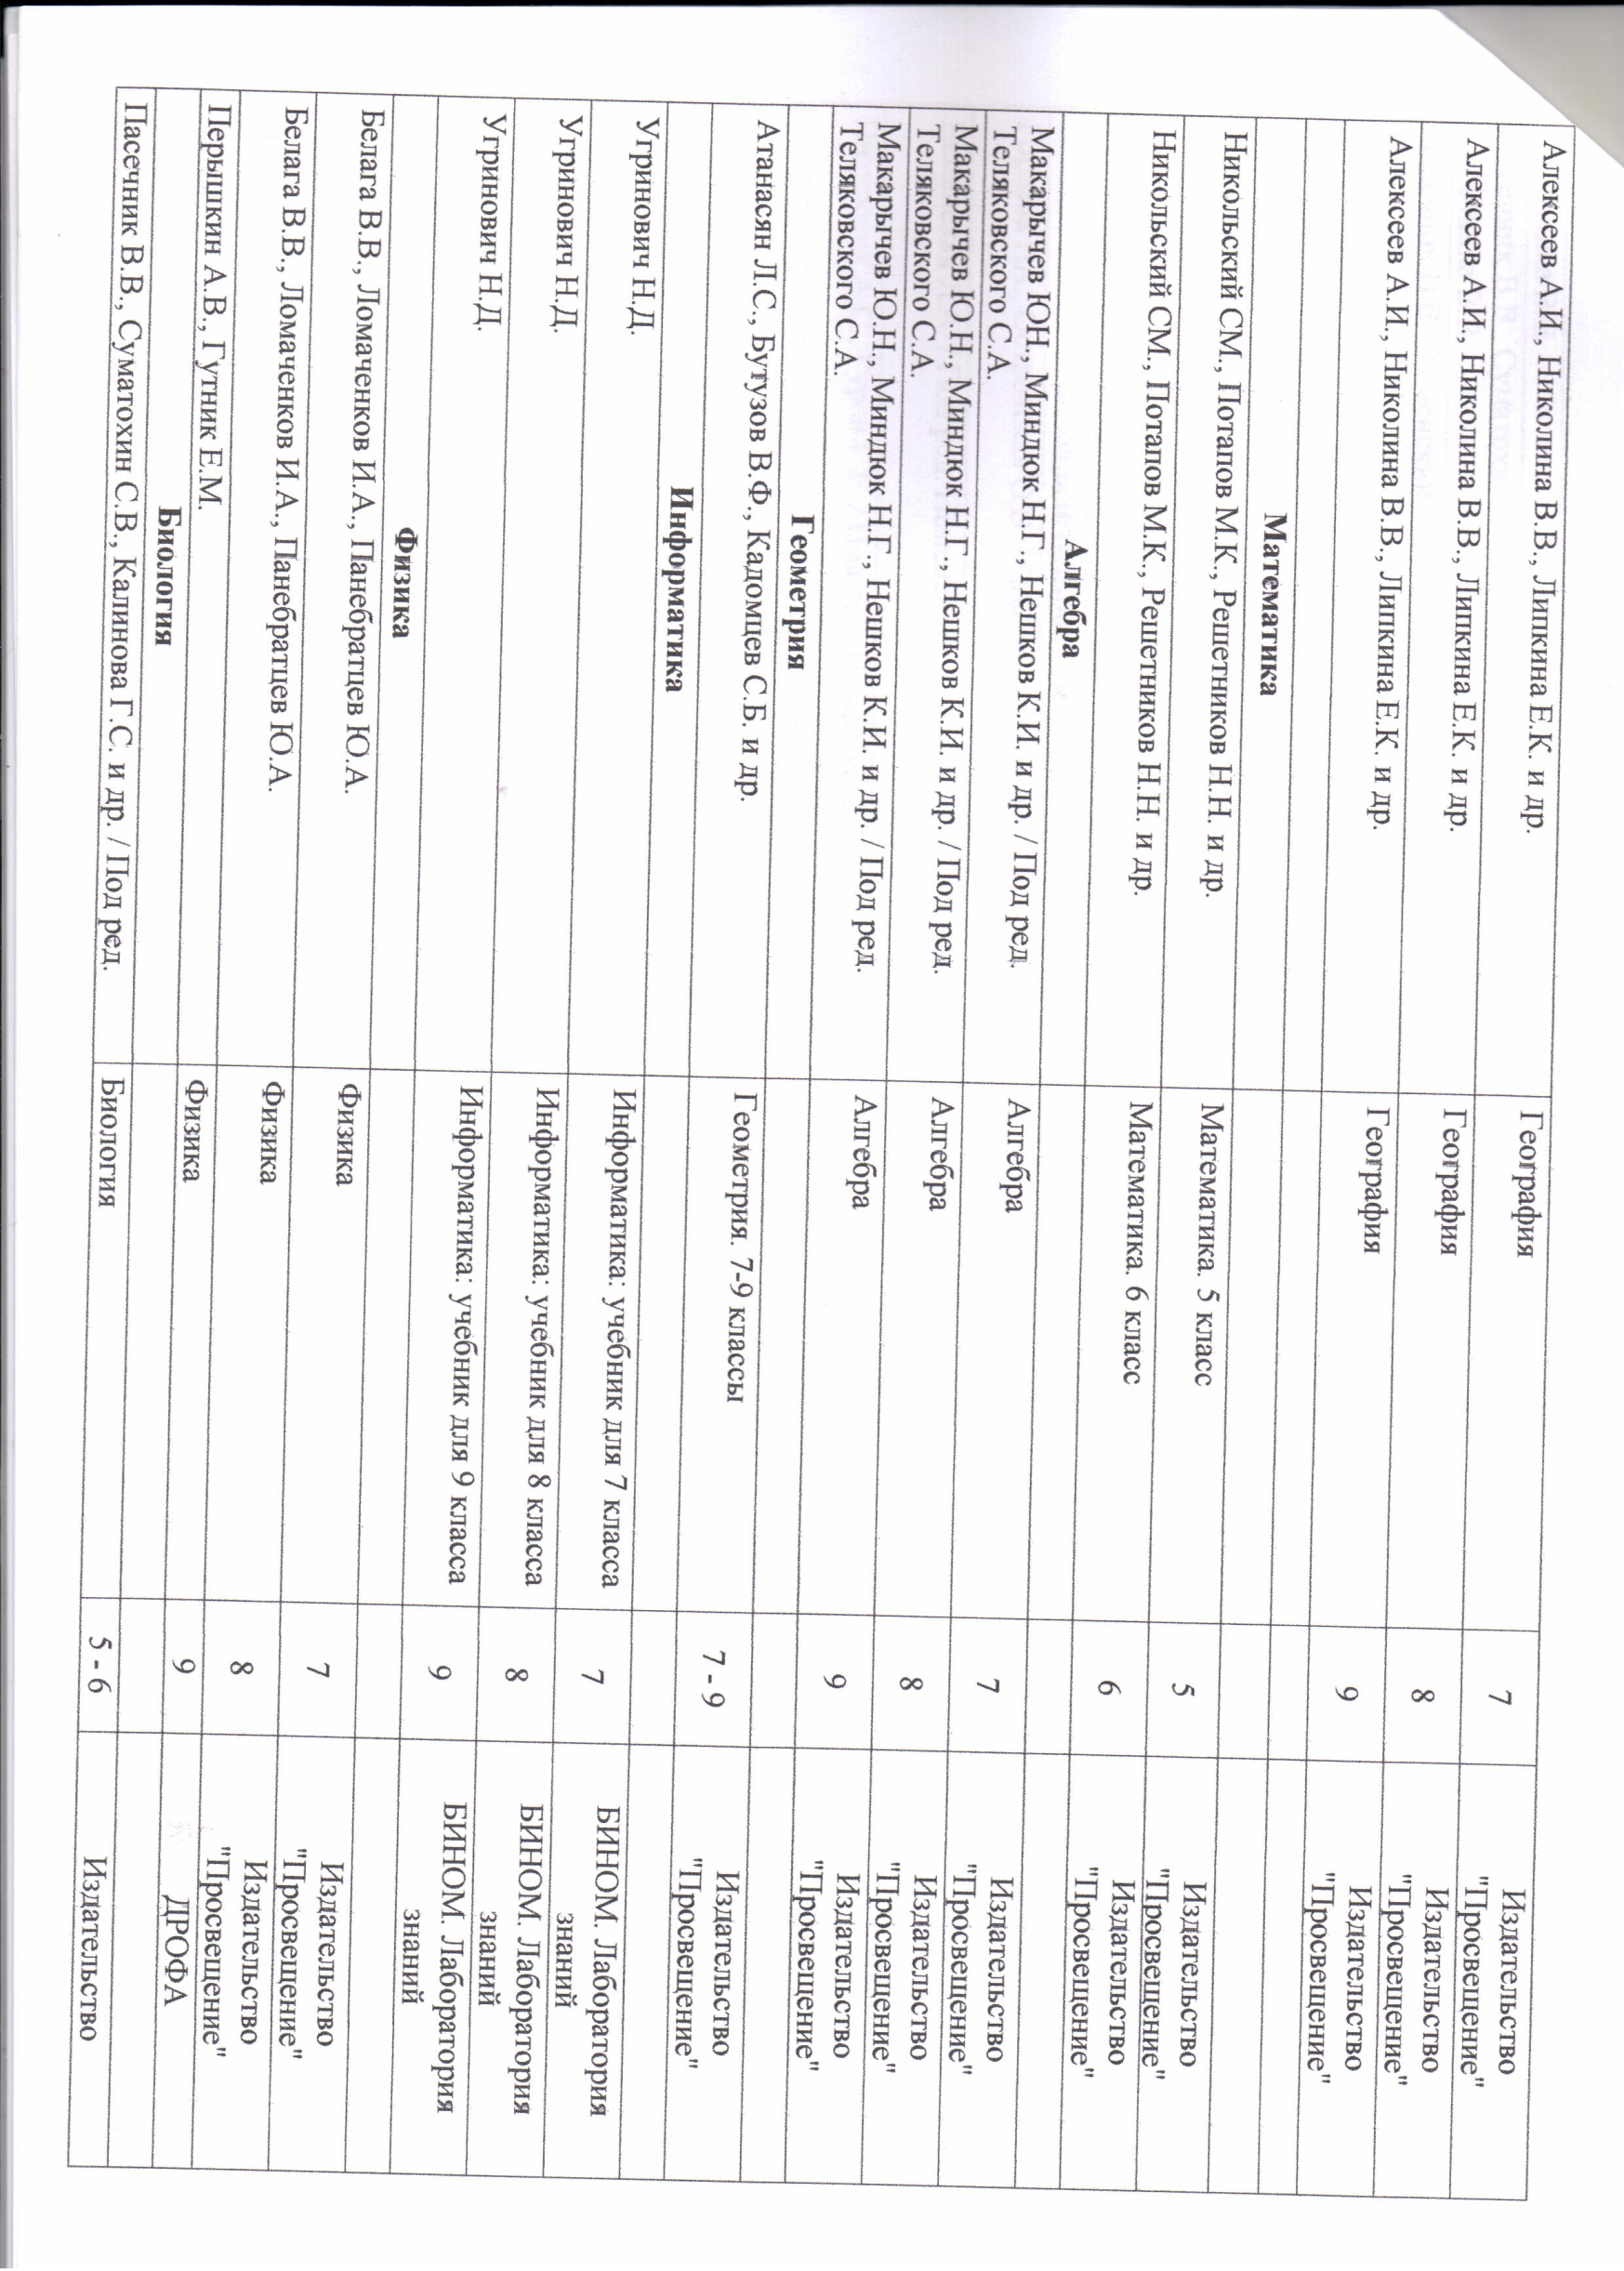 Алексеев А.И., Николина В.В., Липкина Е.К. и др. География 7 Издательство
"Просвещение"
Алексеев А.И., Николина В.В., Липкина Е.К. и др. География 8 Издательство
"Просвещение"
Алексеев А.И., Николина В.В., Липкина Е.К. и др. География 9 Издательство
"Просвещение"
Математика
Никольский СМ., Потапов М.К., Решетников Н.Н. и др. Математика. 5 класс 5 Издательство
"Просвещение"
Никольский СМ., Потапов М.К., Решетников Н.Н. и др. Математика. 6 класс 6 Издательство
"Просвещение"
Алгебра
Макарычев ЮН., Миндюк Н.Г., Нешков К.И. и др. / Под ред. Алгебра 7 Издательство
Теляковского С.А. "Просвещение"
Макарычев Ю.Н., Миндюк Н.Г., Нешков К.И. и др. / Под ред. Алгебра 8 Издательство
Теляковского С.А. "Просвещение"
Макарычев Ю.Н., Миндюк Н.Г., Нешков К.И. и др. / Под ред. Алгебра 9 Издательство
Теляковского С.А. "Просвещение"
Геометрия
Атанасян Л.С., Бутузов В.Ф., Кадомцев С.Б. и др. Геометрия. 7-9 классы 7 - 9 Издательство
"Просвещение"
Информатика
Угринович Н.Д. Информатика: учебник для 7 класса 7 БИНОМ. Лаборатория
знаний
Угринович Н.Д. Информатика: учебник для 8 класса 8 БИНОМ. Лаборатория
знаний
Угринович Н.Д. Информатика: учебник для 9 класса 9 БИНОМ. Лаборатория
знаний
Физика
Белага В.В., Ломаченков И.А., Панебратцев Ю.А. Физика 7 Издательство
"Просвещение"
Белага В.В., Ломаченков И.А., Панебратцев Ю.А. Физика 8 Издательство
"Просвещение"
Перышкин А.В., Гутник Е.М. Физика 9 ДРОФА
Биология
Пасечник В.В., Суматохин С.В., Калинова Г.С. и др. / Под ред. Биология 5 - 6 Издательство